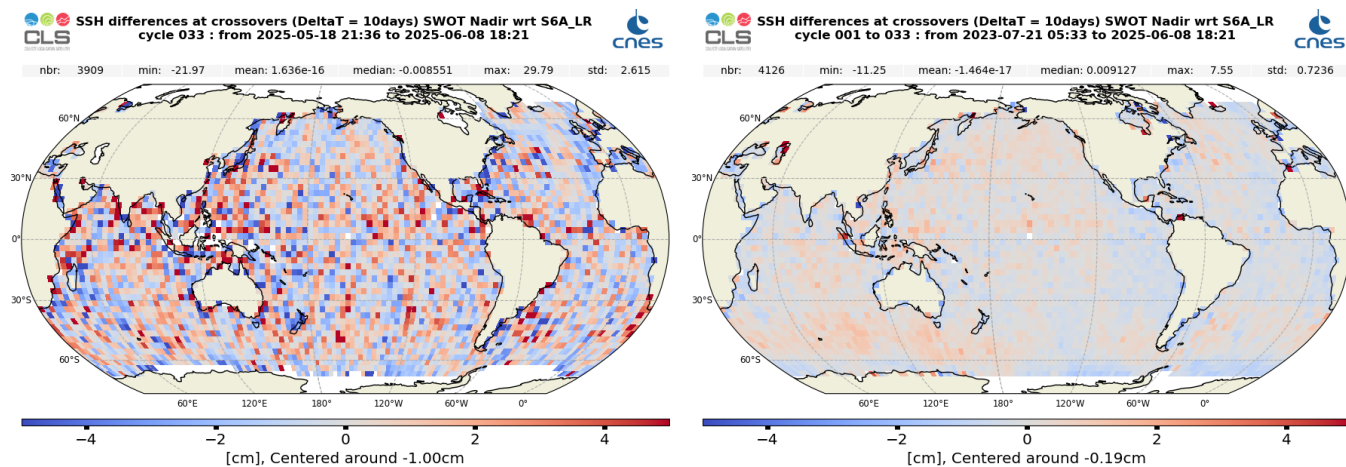 CLS
SSH differences at crossovers (DeltaT = 10days) SWOT Nadir wrt S6A_LR
cycle 033 : from 2025-05-18 21:36 to 2025-06-08 18:21
cnes
nbr: 3909 min: -21.97 mean: 1.636e-16 median: -0.008551 max: 29.79 std: 2.615
60°N
30°N
0°
30°S
60°S
60°E 120°E 180° 120°W 60°W 0°
−4 −2 0 2 4
[cm], Centered around -1.00cm
CLS
SSH differences at crossovers (DeltaT = 10days) SWOT Nadir wrt S6A_LR
cycle 001 to 033 : from 2023-07-21 05:33 to 2025-06-08 18:21
cnes
nbr: 4126 min: -11.25 mean: -1.464e-17 median: 0.009127 max: 7.55 std: 0.7236
60°N
30°N
0°
30°S
60°S
60°E 120°E 180° 120°W 60°W 0°
−4 −2 0 2 4
[cm], Centered around -0.19cm